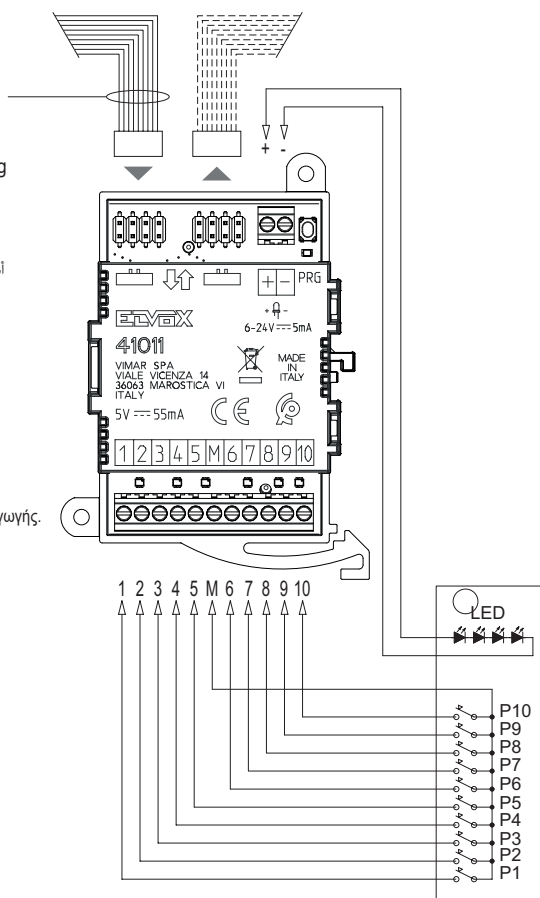 + -
g
+ - PRG
+ -
6-24V 5mA
ELVOX
41011
VIMAR SPA
VIALE VICENZA 14
36063 MAROSTICA VI
ITALY
MADE
IN
ITALY
5V 55mA
CE
1 2 3 4 5 M 6 7 8 9 10
γωγής.
1 2 3 4 5 M 6 7 8 9 10
LED
P10
P9
P8
P7
P6
P5
P4
P3
P2
P1